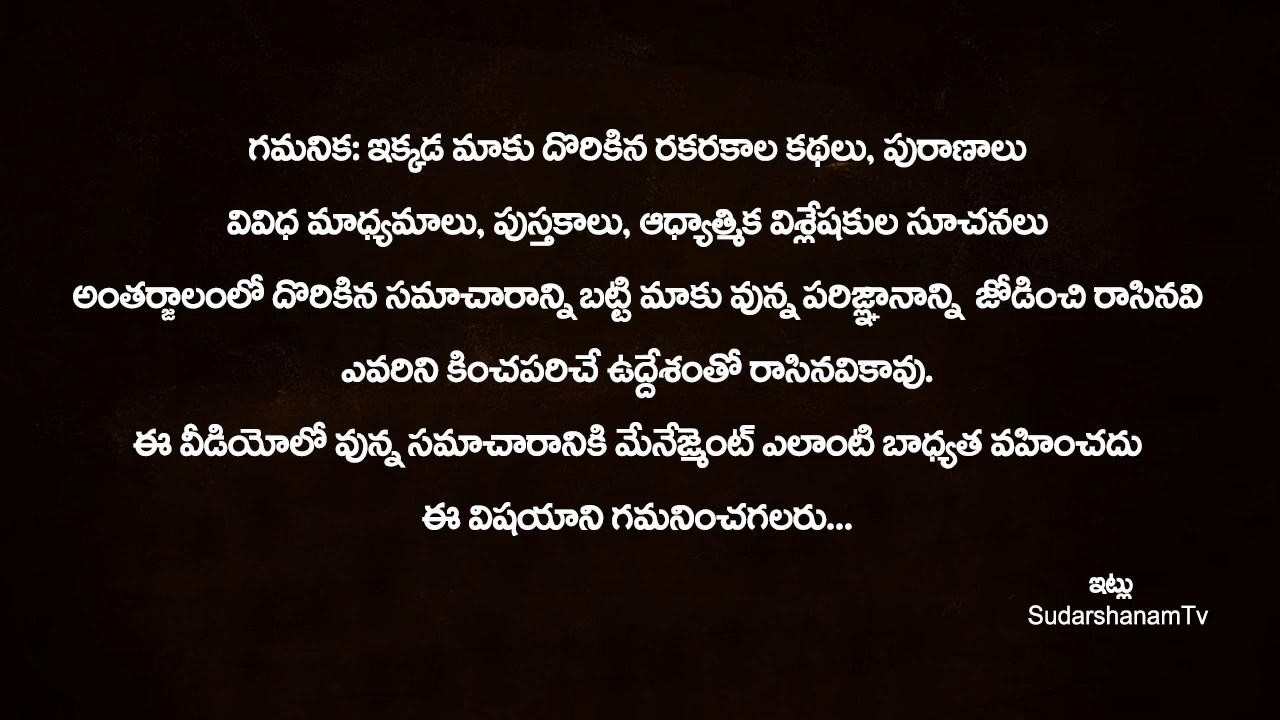 గమనిక: ఇక్కడ మాకు దొరికిన రకరకాల కథలు, పురాణాలు
వివిధ మాధ్యమాలు, పుస్తకాలు, ఆధ్యాత్మిక విశ్లేషకుల సూచనలు
అంతర్జాలంలో దొరికిన సమాచారాన్ని బట్టి మాకు వున్న పరిజ్ఞానాన్ని జోడించి రాసినవి
ఎవరిని కించపరిచే ఉద్దేశంతో రాసినవికావు.
ఈ వీడియోలో వున్న సమాచారానికి మేనేజ్మెంట్ ఎలాంటి బాధ్యత వహించదు
ఈ విషయాని గమనించగలరు...
ఇట్లు
SudarshanamTv